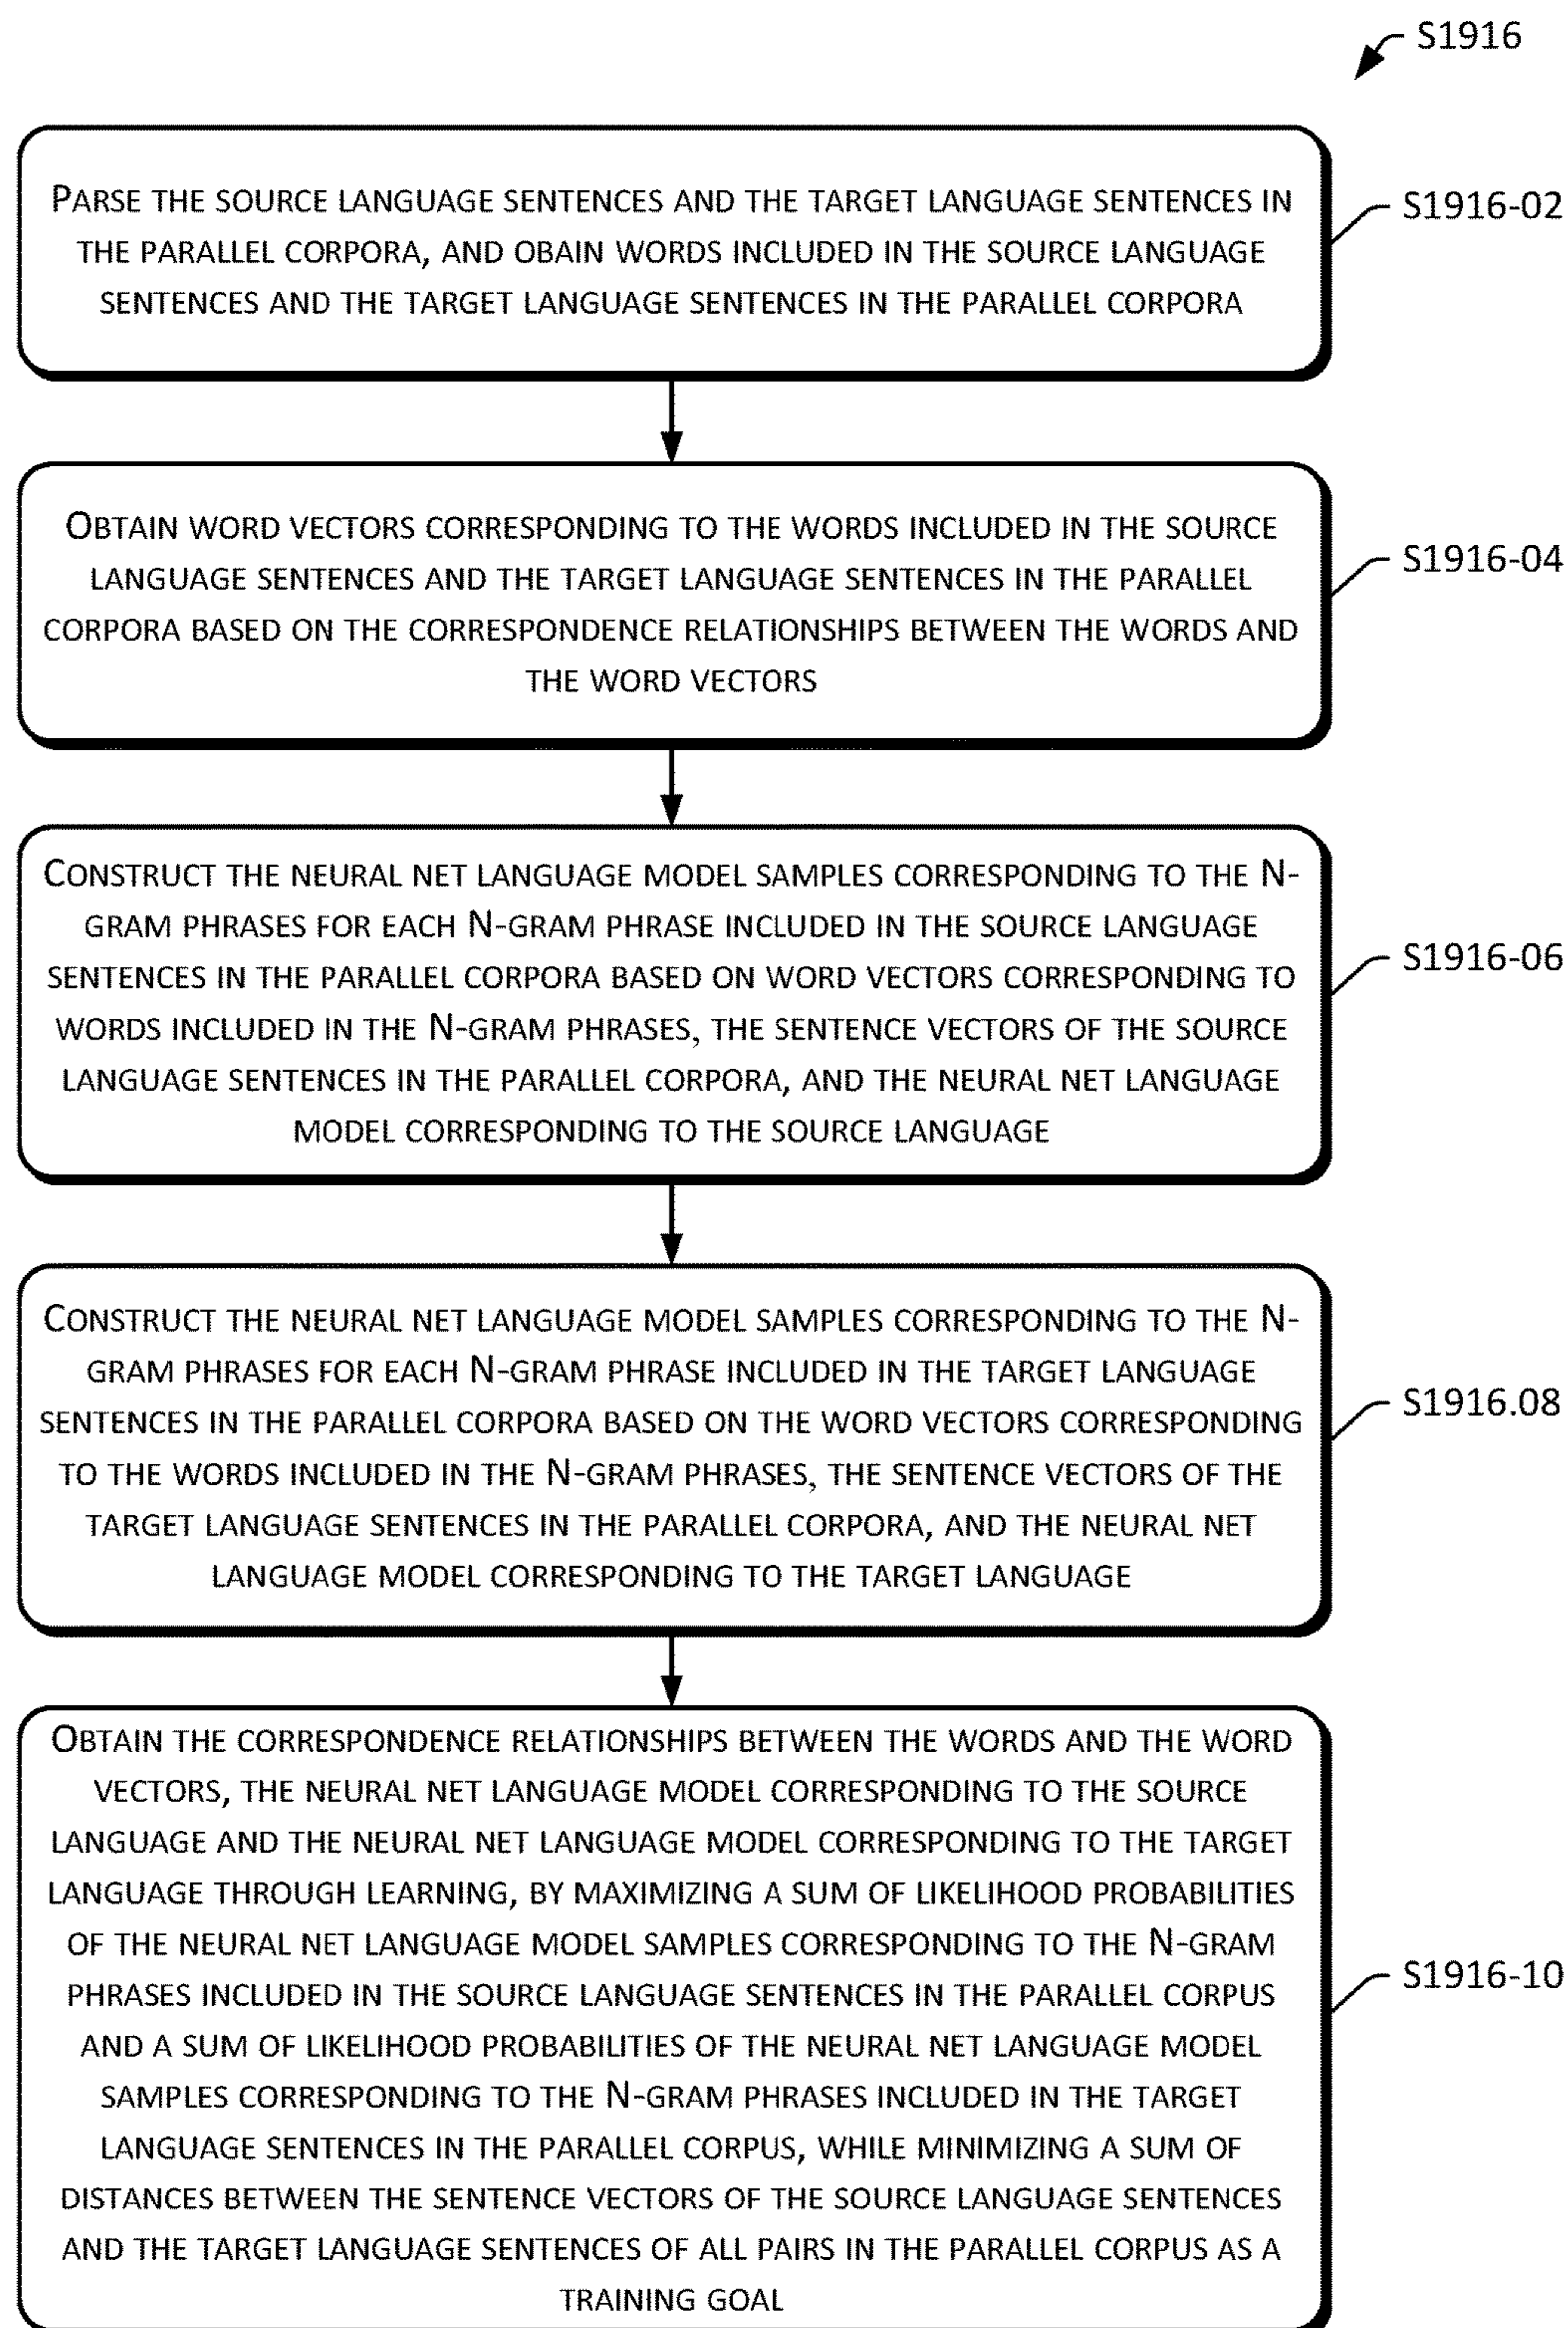 S1916
PARSE THE SOURCE LANGUAGE SENTENCES AND THE TARGET LANGUAGE SENTENCES IN
THE PARALLEL CORPORA, AND OBAIN WORDS INCLUDED IN THE SOURCE LANGUAGE
SENTENCES AND THE TARGET LANGUAGE SENTENCES IN THE PARALLEL CORPORA
S1916-02
OBTAIN WORD VECTORS CORRESPONDING TO THE WORDS INCLUDED IN THE SOURCE
LANGUAGE SENTENCES AND THE TARGET LANGUAGE SENTENCES IN THE PARALLEL
CORPORA BASED ON THE CORRESPONDENCE RELATIONSHIPS BETWEEN THE WORDS AND
THE WORD VECTORS
S1916-04
CONSTRUCT THE NEURAL NET LANGUAGE MODEL SAMPLES CORRESPONDING TO THE N-
GRAM PHRASES FOR EACH N-GRAM PHRASE INCLUDED IN THE SOURCE LANGUAGE
SENTENCES IN THE PARALLEL CORPORA BASED ON WORD VECTORS CORRESPONDING TO
WORDS INCLUDED IN THE N-GRAM PHRASES, THE SENTENCE VECTORS OF THE SOURCE
LANGUAGE SENTENCES IN THE PARALLEL CORPORA, AND THE NEURAL NET LANGUAGE
MODEL CORRESPONDING TO THE SOURCE LANGUAGE
S1916-06
CONSTRUCT THE NEURAL NET LANGUAGE MODEL SAMPLES CORRESPONDING TO THE N-
GRAM PHRASES FOR EACH N-GRAM PHRASE INCLUDED IN THE TARGET LANGUAGE
SENTENCES IN THE PARALLEL CORPORA BASED ON THE WORD VECTORS CORRESPONDING
TO THE WORDS INCLUDED IN THE N-GRAM PHRASES, THE SENTENCE VECTORS OF THE
TARGET LANGUAGE SENTENCES IN THE PARALLEL CORPORA, AND THE NEURAL NET
LANGUAGE MODEL CORRESPONDING TO THE TARGET LANGUAGE
S1916.08
OBTAIN THE CORRESPONDENCE RELATIONSHIPS BETWEEN THE WORDS AND THE WORD
VECTORS, THE NEURAL NET LANGUAGE MODEL CORRESPONDING TO THE SOURCE
LANGUAGE AND THE NEURAL NET LANGUAGE MODEL CORRESPONDING TO THE TARGET
LANGUAGE THROUGH LEARNING, BY MAXIMIZING A SUM OF LIKELIHOOD PROBABILITIES
OF THE NEURAL NET LANGUAGE MODEL SAMPLES CORRESPONDING TO THE N-GRAM
PHRASES INCLUDED IN THE SOURCE LANGUAGE SENTENCES IN THE PARALLEL CORPUS
AND A SUM OF LIKELIHOOD PROBABILITIES OF THE NEURAL NET LANGUAGE MODEL
SAMPLES CORRESPONDING TO THE N-GRAM PHRASES INCLUDED IN THE TARGET
LANGUAGE SENTENCES IN THE PARALLEL CORPUS, WHILE MINIMIZING A SUM OF
DISTANCES BETWEEN THE SENTENCE VECTORS OF THE SOURCE LANGUAGE SENTENCES
AND THE TARGET LANGUAGE SENTENCES OF ALL PAIRS IN THE PARALLEL CORPUS AS A
TRAINING GOAL
S1916-10